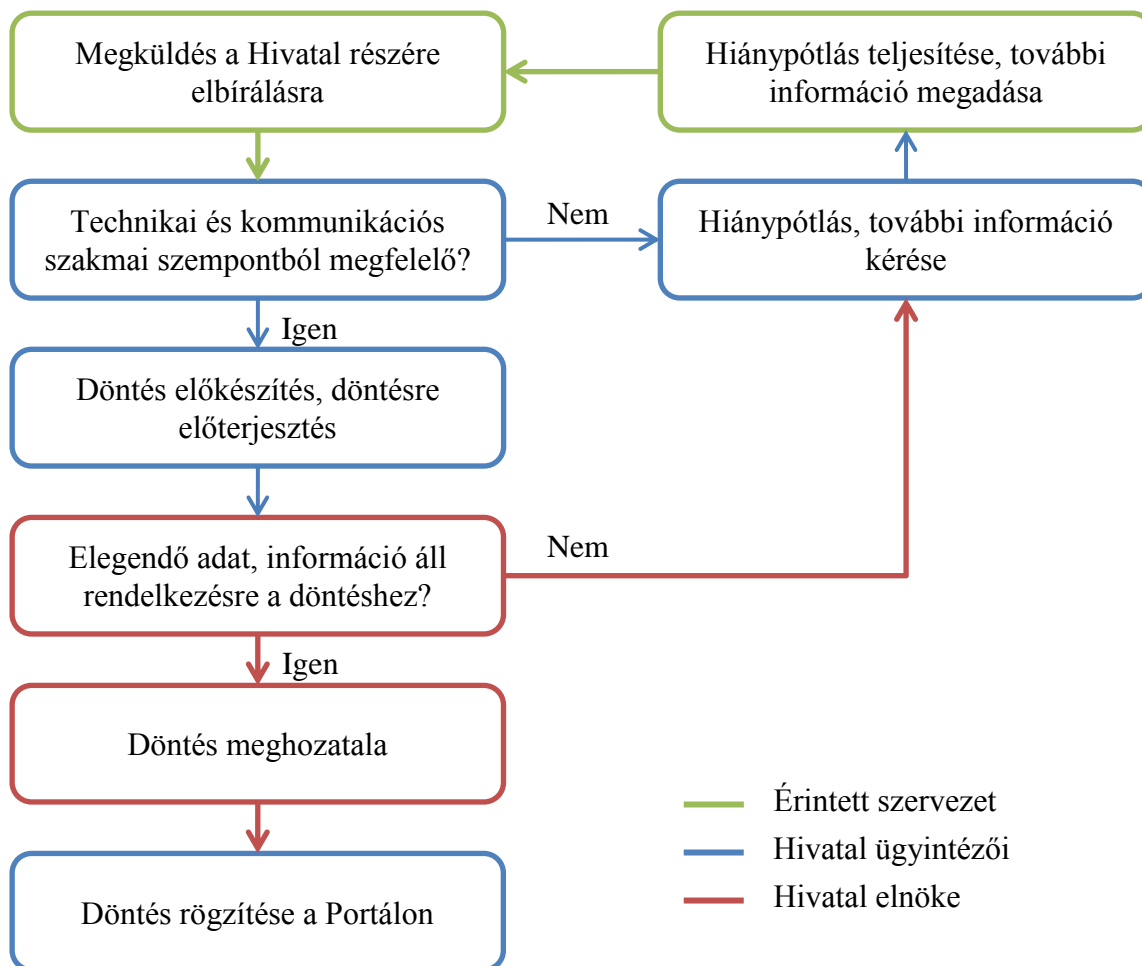 Megküldés a Hivatal részére
elbírálásra
Hiánypótlás teljesítése, további
információ megadása
Technikai és kommunikációs
szakmai szempontból megfelelő?
Nem
Hiánypótlás, további információ
kérése
Igen
Döntés előkészítés, döntésre
előterjesztés
Elegendő adat, információ áll
rendelkezésre a döntéshez?
Nem
Igen
Döntés meghozatala
Döntés rögzítése a Portálon
Érintett szervezet
Hivatal ügyintézői
Hivatal elnöke